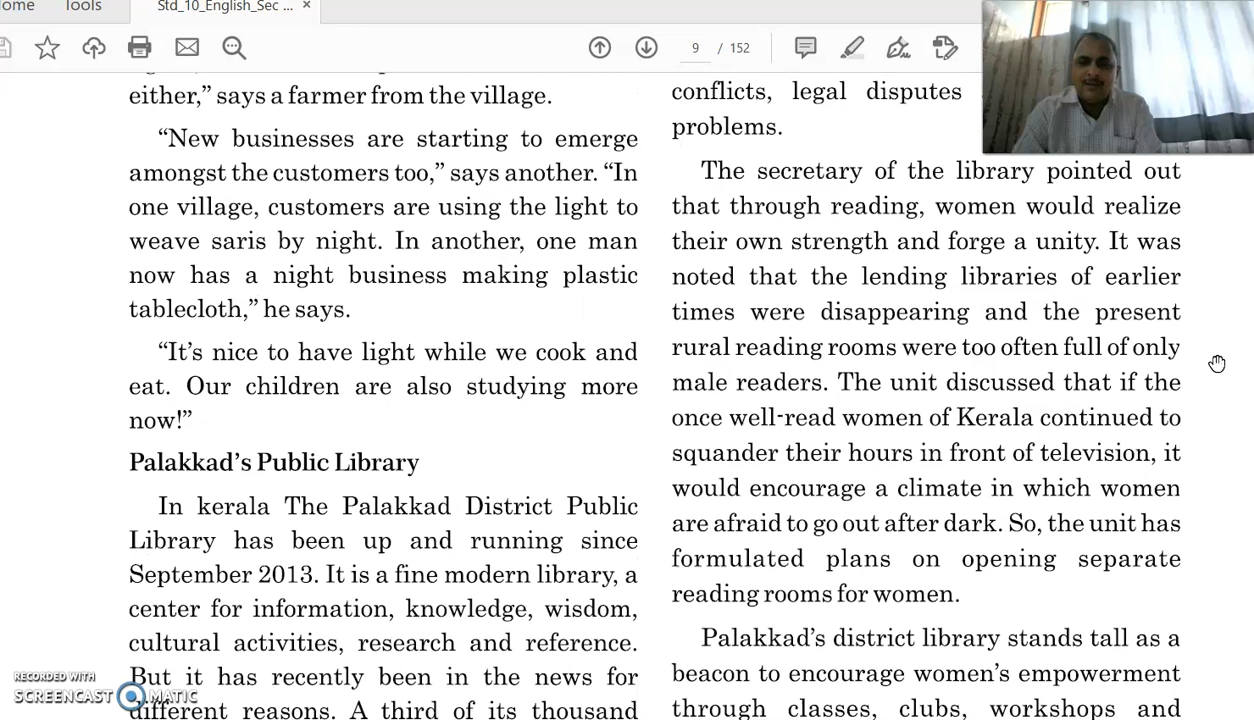 ome
Tools
Std_10_English_Sec ...
9 / 152
either,” says a farmer from the village.
“New businesses are starting to emerge
amongst the customers too,” says another. “In
one village, customers are using the light to
weave saris by night. In another, one man
now has a night business making plastic
tablecloth,” he says.
“It’s nice to have light while we cook and
eat. Our children are also studying more
now!”
Palakkad’s Public Library
In kerala The Palakkad District Public
Library has been up and running since
September 2013. It is a fine modern library, a
center for information, knowledge, wisdom,
cultural activities, research and reference.
But it has recently been in the news for
different reasons. A third of its thousand
conflicts, legal disputes
problems.
The secretary of the library pointed out
that through reading, women would realize
their own strength and forge a unity. It was
noted that the lending libraries of earlier
times were disappearing and the present
rural reading rooms were too often full of only
male readers. The unit discussed that if the
once well-read women of Kerala continued to
squander their hours in front of television, it
would encourage a climate in which women
are afraid to go out after dark. So, the unit has
formulated plans on opening separate
reading rooms for women.
Palakkad’s district library stands tall as a
beacon to encourage women’s empowerment
through classes, clubs, workshops and
RECORDED WITH
SCREENCAST MATIC